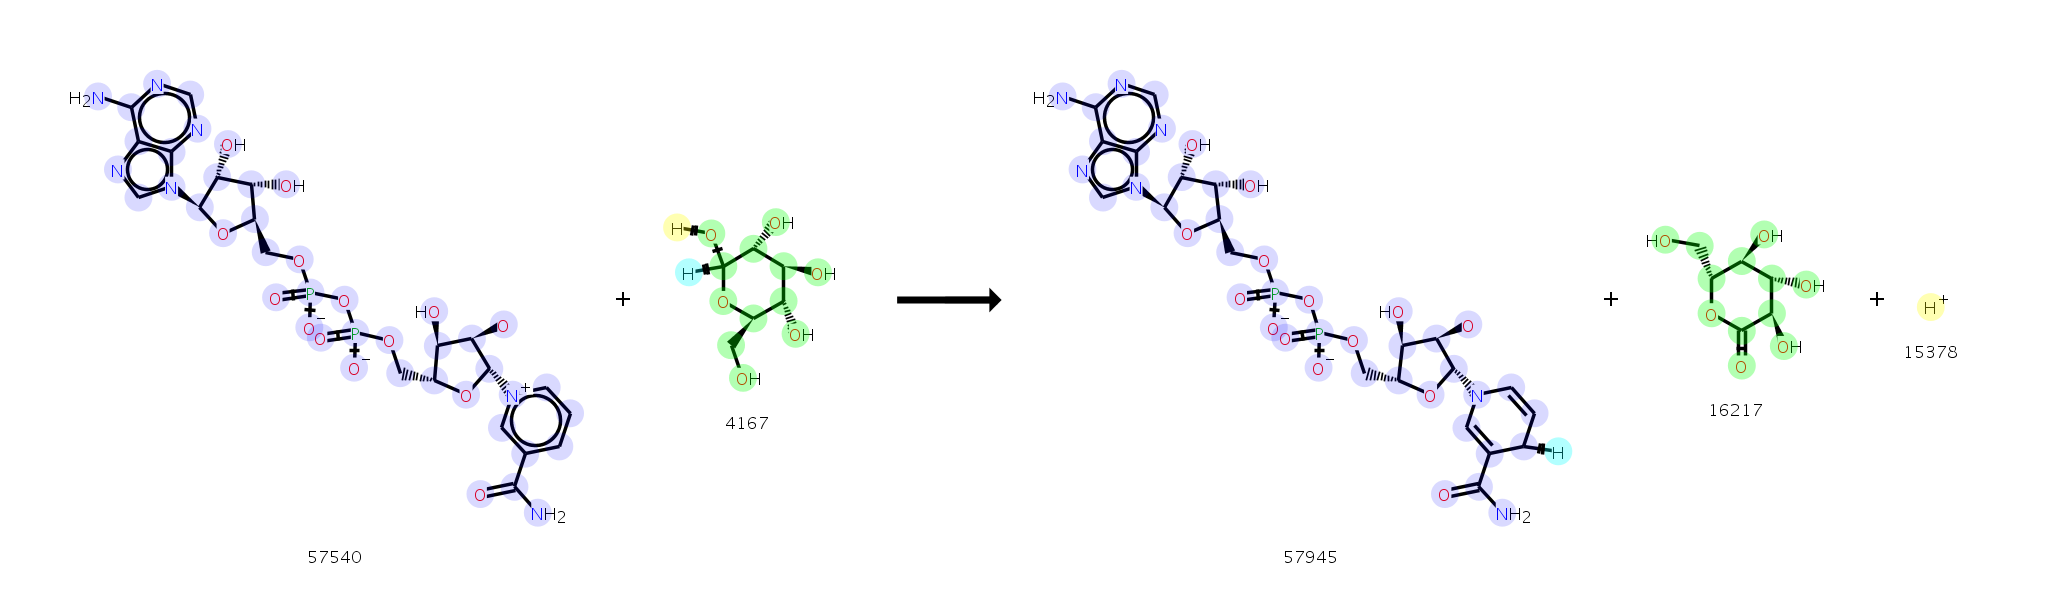 H2N N N N N O OH OH O O P O − O O P O − O O HO O O N + O NH2
57540
+
H O H O OH OH OH OH
4167
H2N N N N N O OH OH O O P O − O O P O − O O HO O O N H O NH2
57945
+
HO OH OH OH O O
16217
+
H+
15378